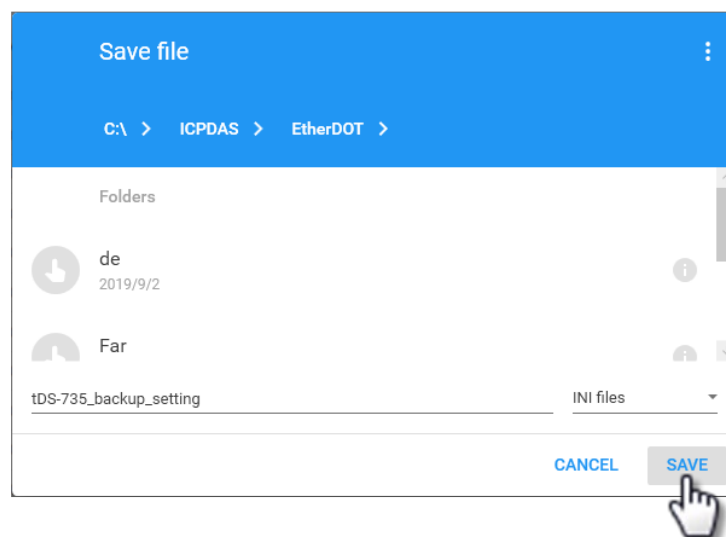 Save file
C:\ > ICPDAS > EtherDOT >
Folders
de
2019/9/2
Far
tDS-735_backup_setting INI files
CANCEL SAVE